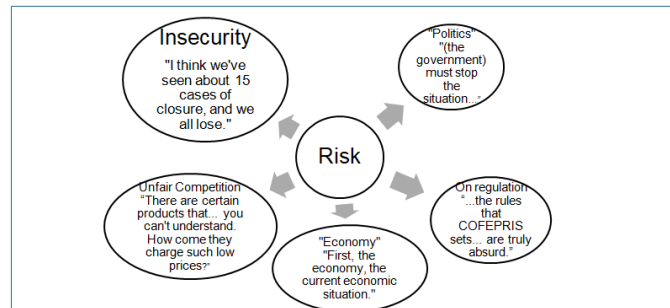 Insecurity
"I think we've
seen about 15
cases of
closure, and we
all lose."
"Politics"
"(the
government)
must stop
the
situation..."
Risk
Unfair Competition
"There are certain
products that... you
can't understand.
How come they
charge such low
prices?"
"Economy"
"First, the
economy, the
current economic
situation."
On regulation
"...the rules
that
COFEPRIS
sets... are truly
absurd."